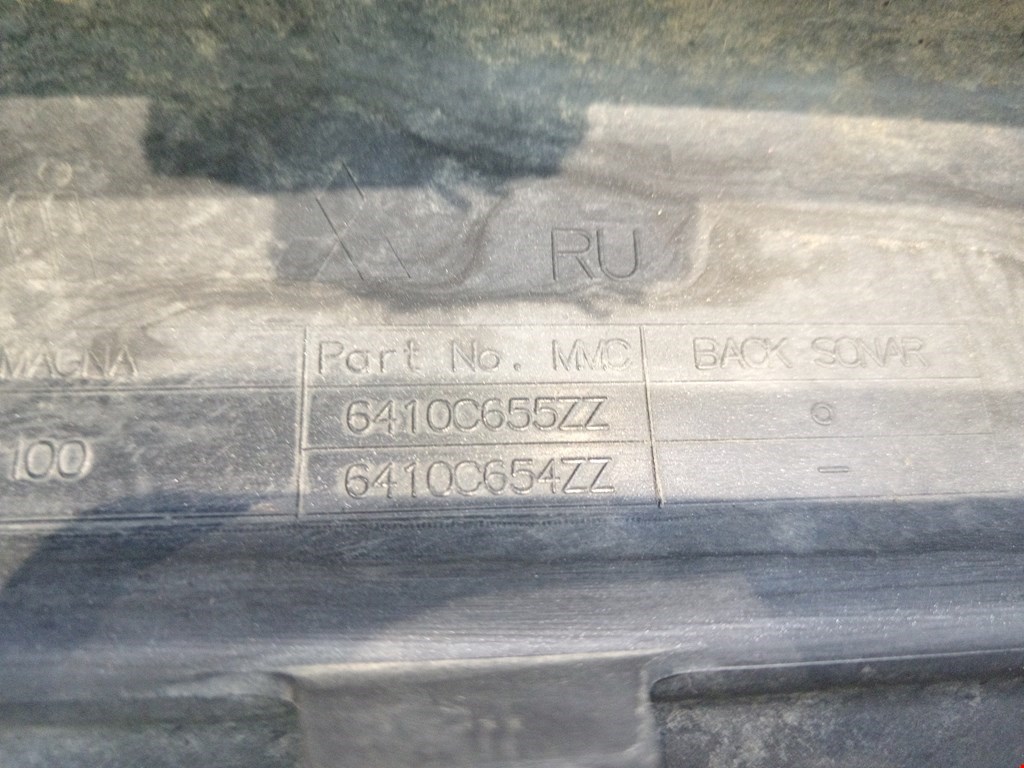 RU
MAGNA Part No. MMC BACK SONAR
6410C655ZZ ○
100
6410C654ZZ –